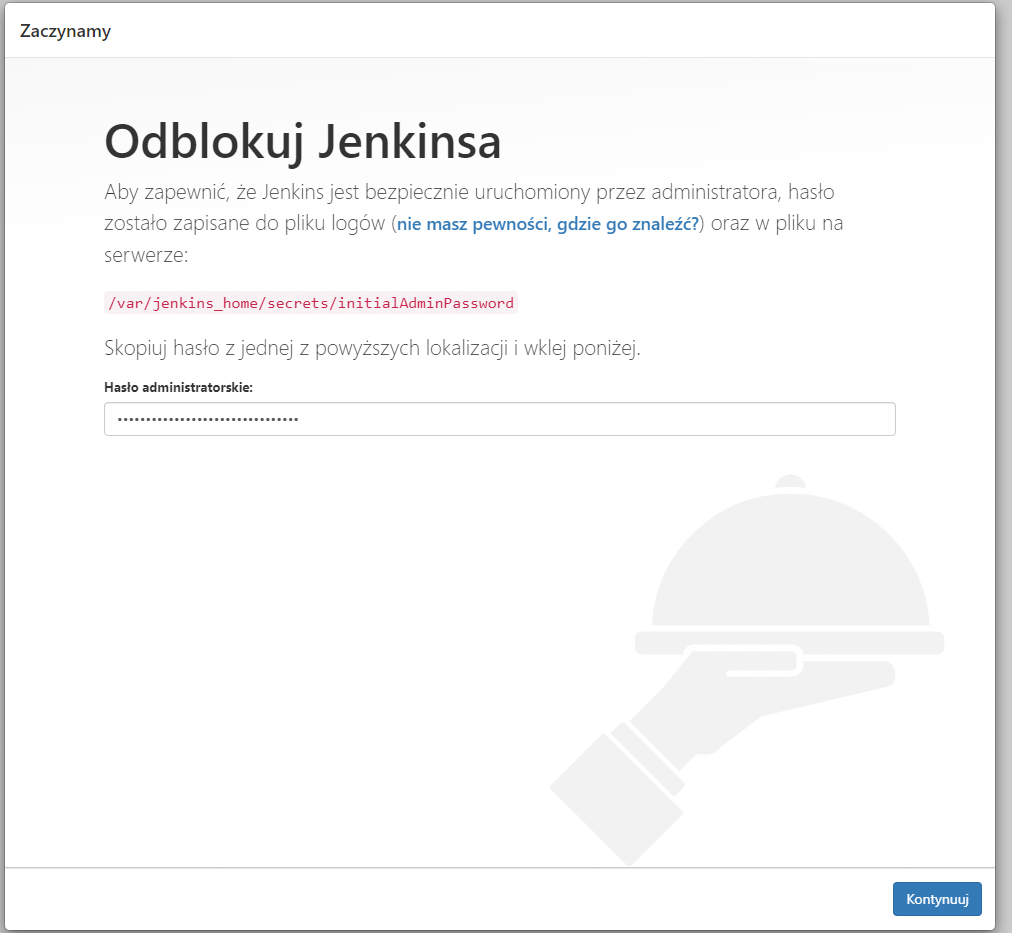 Zaczynamy
Odblokuj Jenkinsa
Aby zapewnić, że Jenkins jest bezpiecznie uruchomiony przez administratora, hasło
zostało zapisane do pliku logów (nie masz pewności, gdzie go znaleźć?) oraz w pliku na
serwerze:
/var/jenkins_home/secrets/initialAdminPassword
Skopiuj hasło z jednej z powyższych lokalizacji i wklej poniżej.
Hasło administratorskie:
••••••••••••••••••••••••••••••••
Kontynuuj